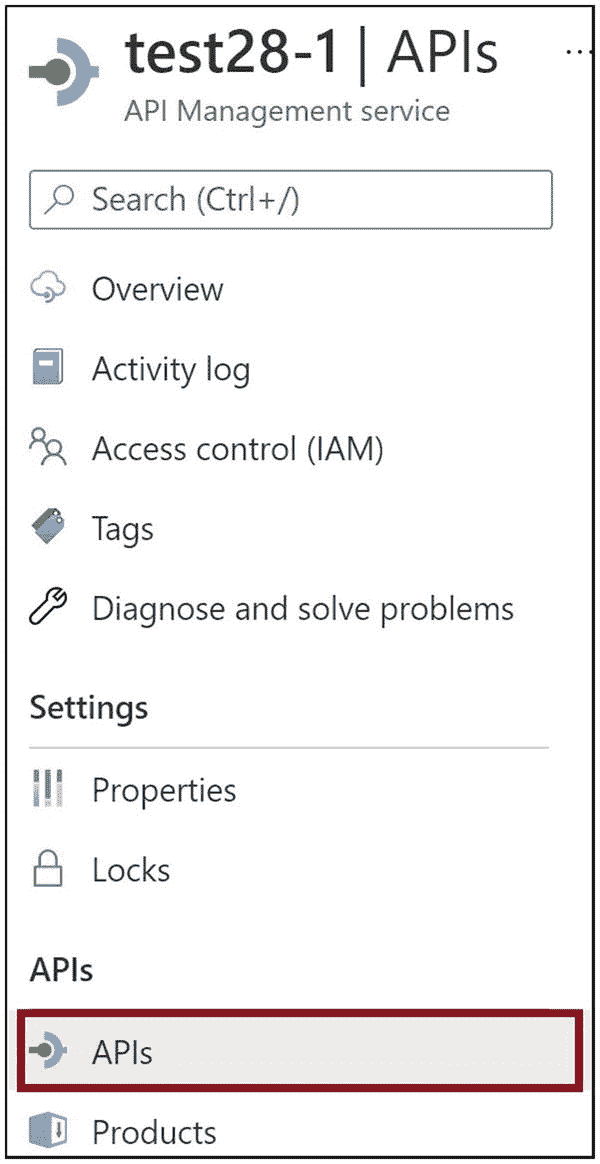 test28-1 | APIs ...
API Management service
Search (Ctrl+/)
Overview
Activity log
Access control (IAM)
Tags
Diagnose and solve problems
Settings
Properties
Locks
APIs
APIs
Products